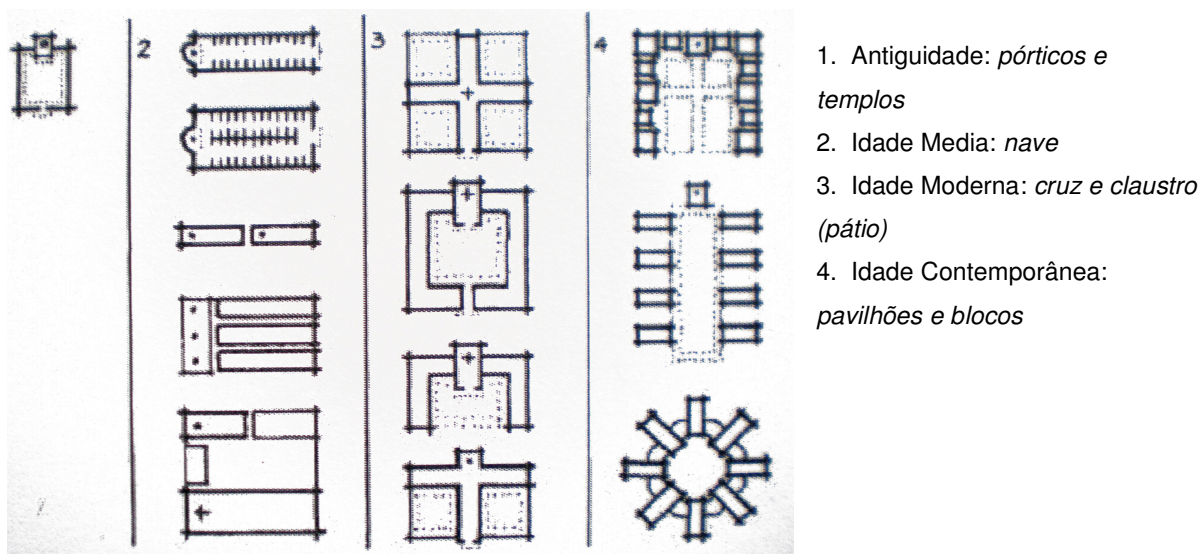 2
3
4
1. Antiguidade: pórticos e
templos
2. Idade Media: nave
3. Idade Moderna: cruz e claustro
(pátio)
4. Idade Contemporânea:
pavilhões e blocos